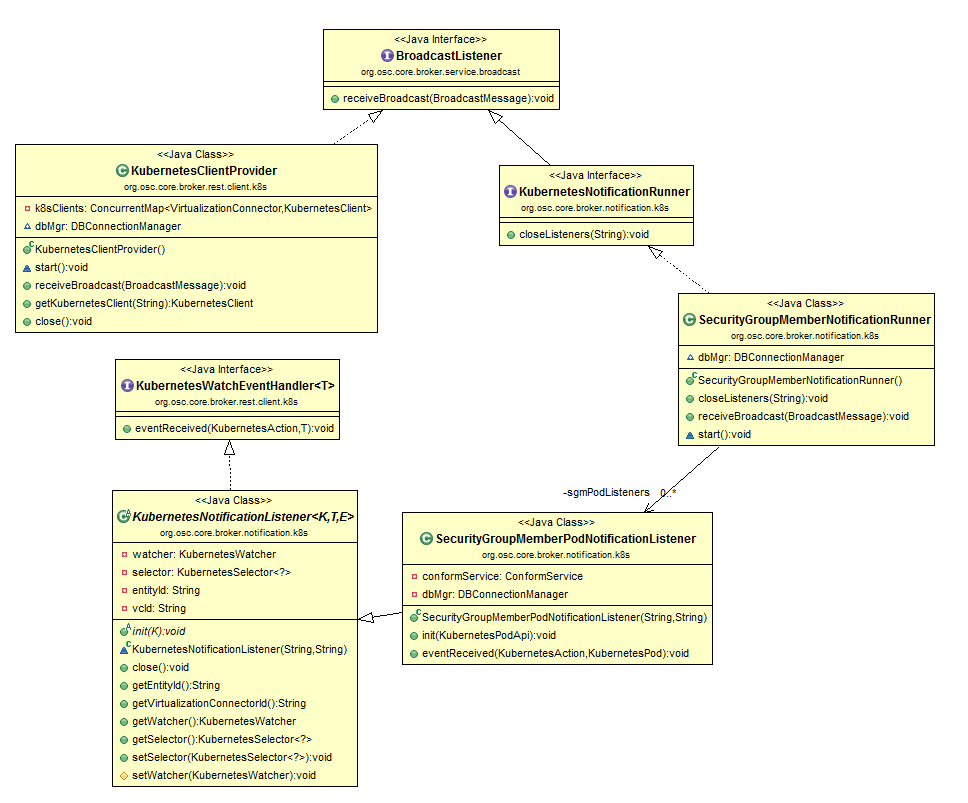 <<Java Interface>>
BroadcastListener
org.osc.core.broker.service.broadcast
receiveBroadcast(BroadcastMessage):void
<<Java Class>>
KubernetesClientProvider
org.osc.core.broker.rest.client.k8s
k8sClients: ConcurrentMap<VirtualizationConnector,KubernetesClient>
dbMgr: DBConnectionManager
KubernetesClientProvider()
start():void
receiveBroadcast(BroadcastMessage):void
getKubernetesClient(String):KubernetesClient
close():void
<<Java Interface>>
KubernetesNotificationRunner
org.osc.core.broker.notification.k8s
closeListeners(String):void
<<Java Class>>
SecurityGroupMemberNotificationRunner
org.osc.core.broker.notification.k8s
dbMgr: DBConnectionManager
SecurityGroupMemberNotificationRunner()
closeListeners(String):void
receiveBroadcast(BroadcastMessage):void
start():void
<<Java Interface>>
KubernetesWatchEventHandler<T>
org.osc.core.broker.rest.client.k8s
eventReceived(KubernetesAction,T):void
-sgmPodListeners 0..*
<<Java Class>>
KubernetesNotificationListener<K,T,E>
org.osc.core.broker.notification.k8s
watcher: KubernetesWatcher
selector: KubernetesSelector<?>
entityId: String
vcId: String
init(K):void
KubernetesNotificationListener(String,String)
close():void
getEntityId():String
getVirtualizationConnectorId():String
getWatcher():KubernetesWatcher
getSelector():KubernetesSelector<?>
setSelector(KubernetesSelector<?>):void
setWatcher(KubernetesWatcher):void
<<Java Class>>
SecurityGroupMemberPodNotificationListener
org.osc.core.broker.notification.k8s
conformService: ConformService
dbMgr: DBConnectionManager
SecurityGroupMemberPodNotificationListener(String,String)
init(KubernetesPodApi):void
eventReceived(KubernetesAction,KubernetesPod):void